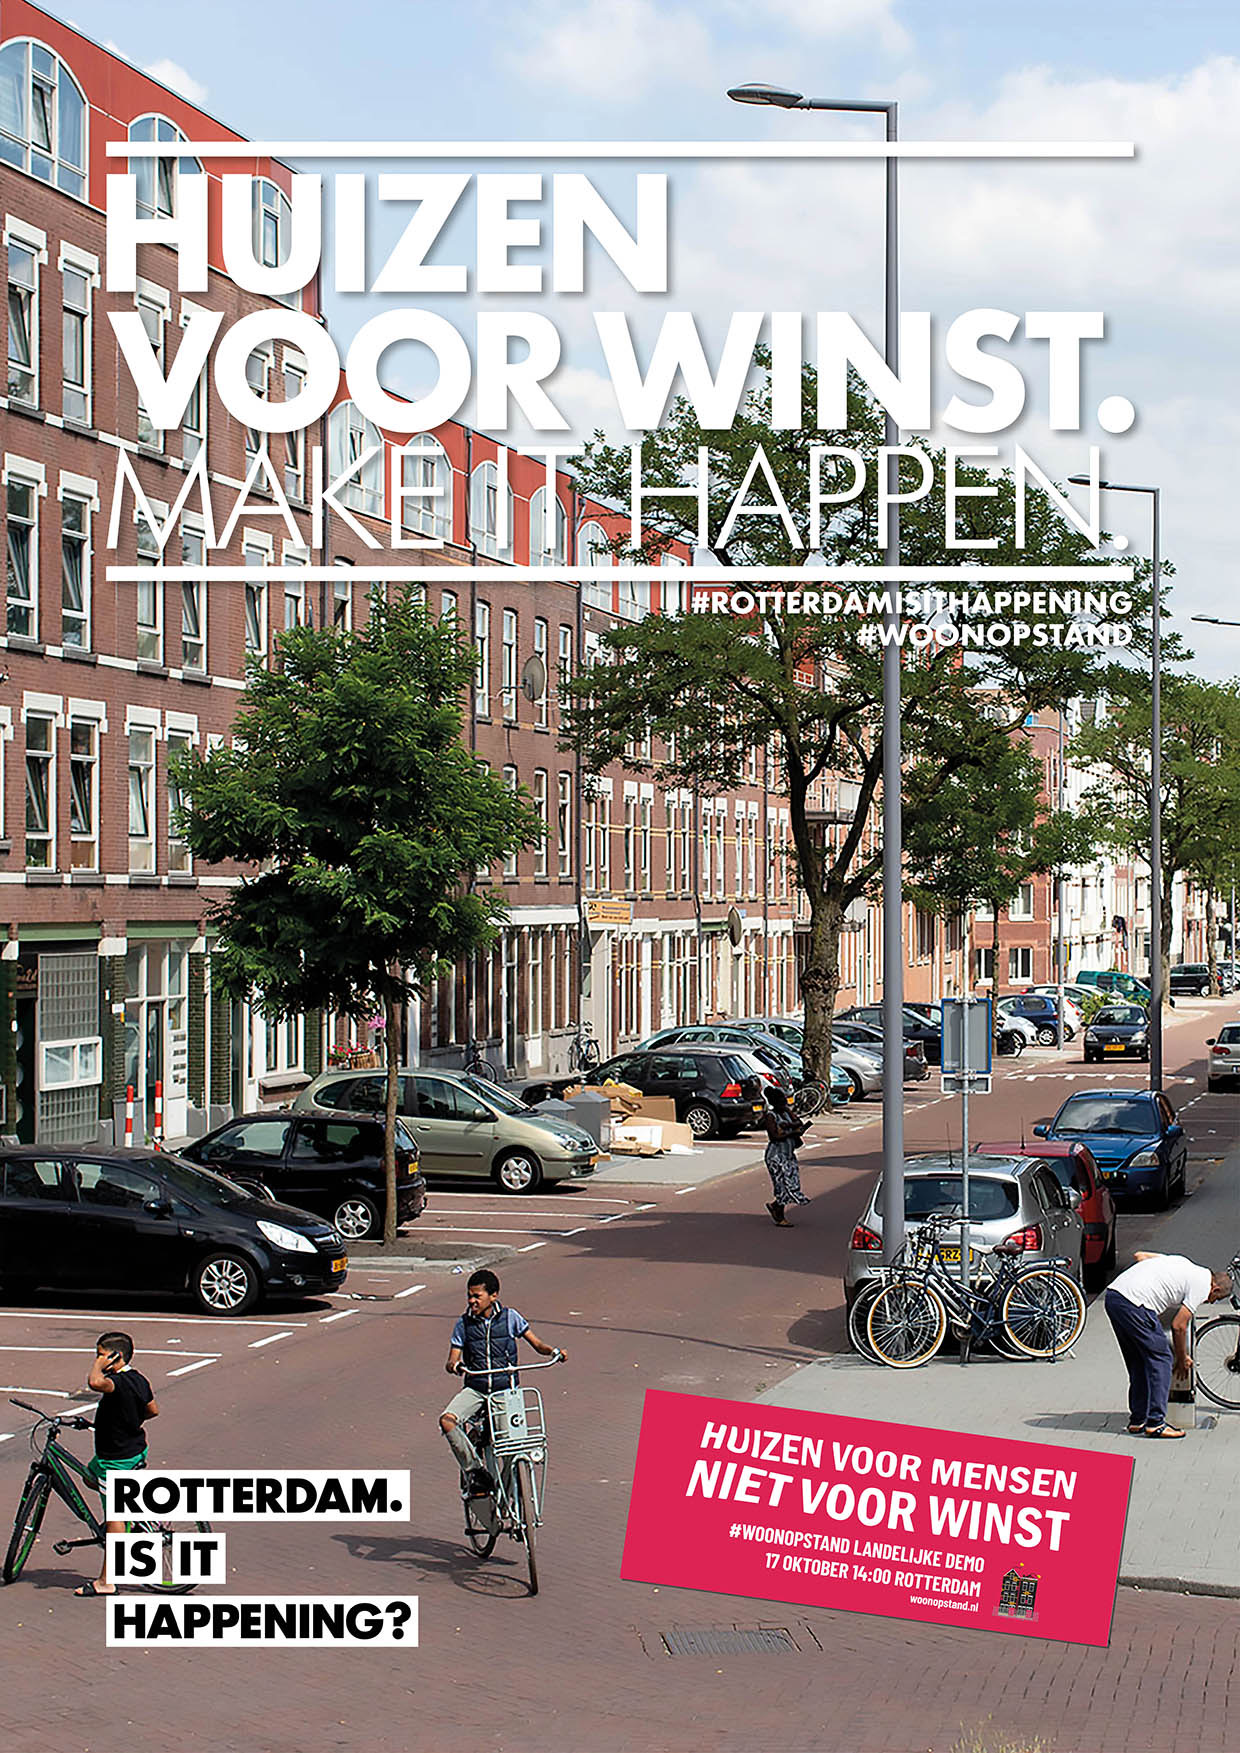 HUIZEN
VOOR WINST.
MAKE IT HAPPEN.
#ROTTERDAMISITHAPPENING
#WOONOPSTAND
ROTTERDAM.
IS IT
HAPPENING?
HUIZEN VOOR MENSEN
NIET VOOR WINST
#WOONOPSTAND LANDELIJKE DEMO
17 OKTOBER 14:00 ROTTERDAM
woonopstand.nl